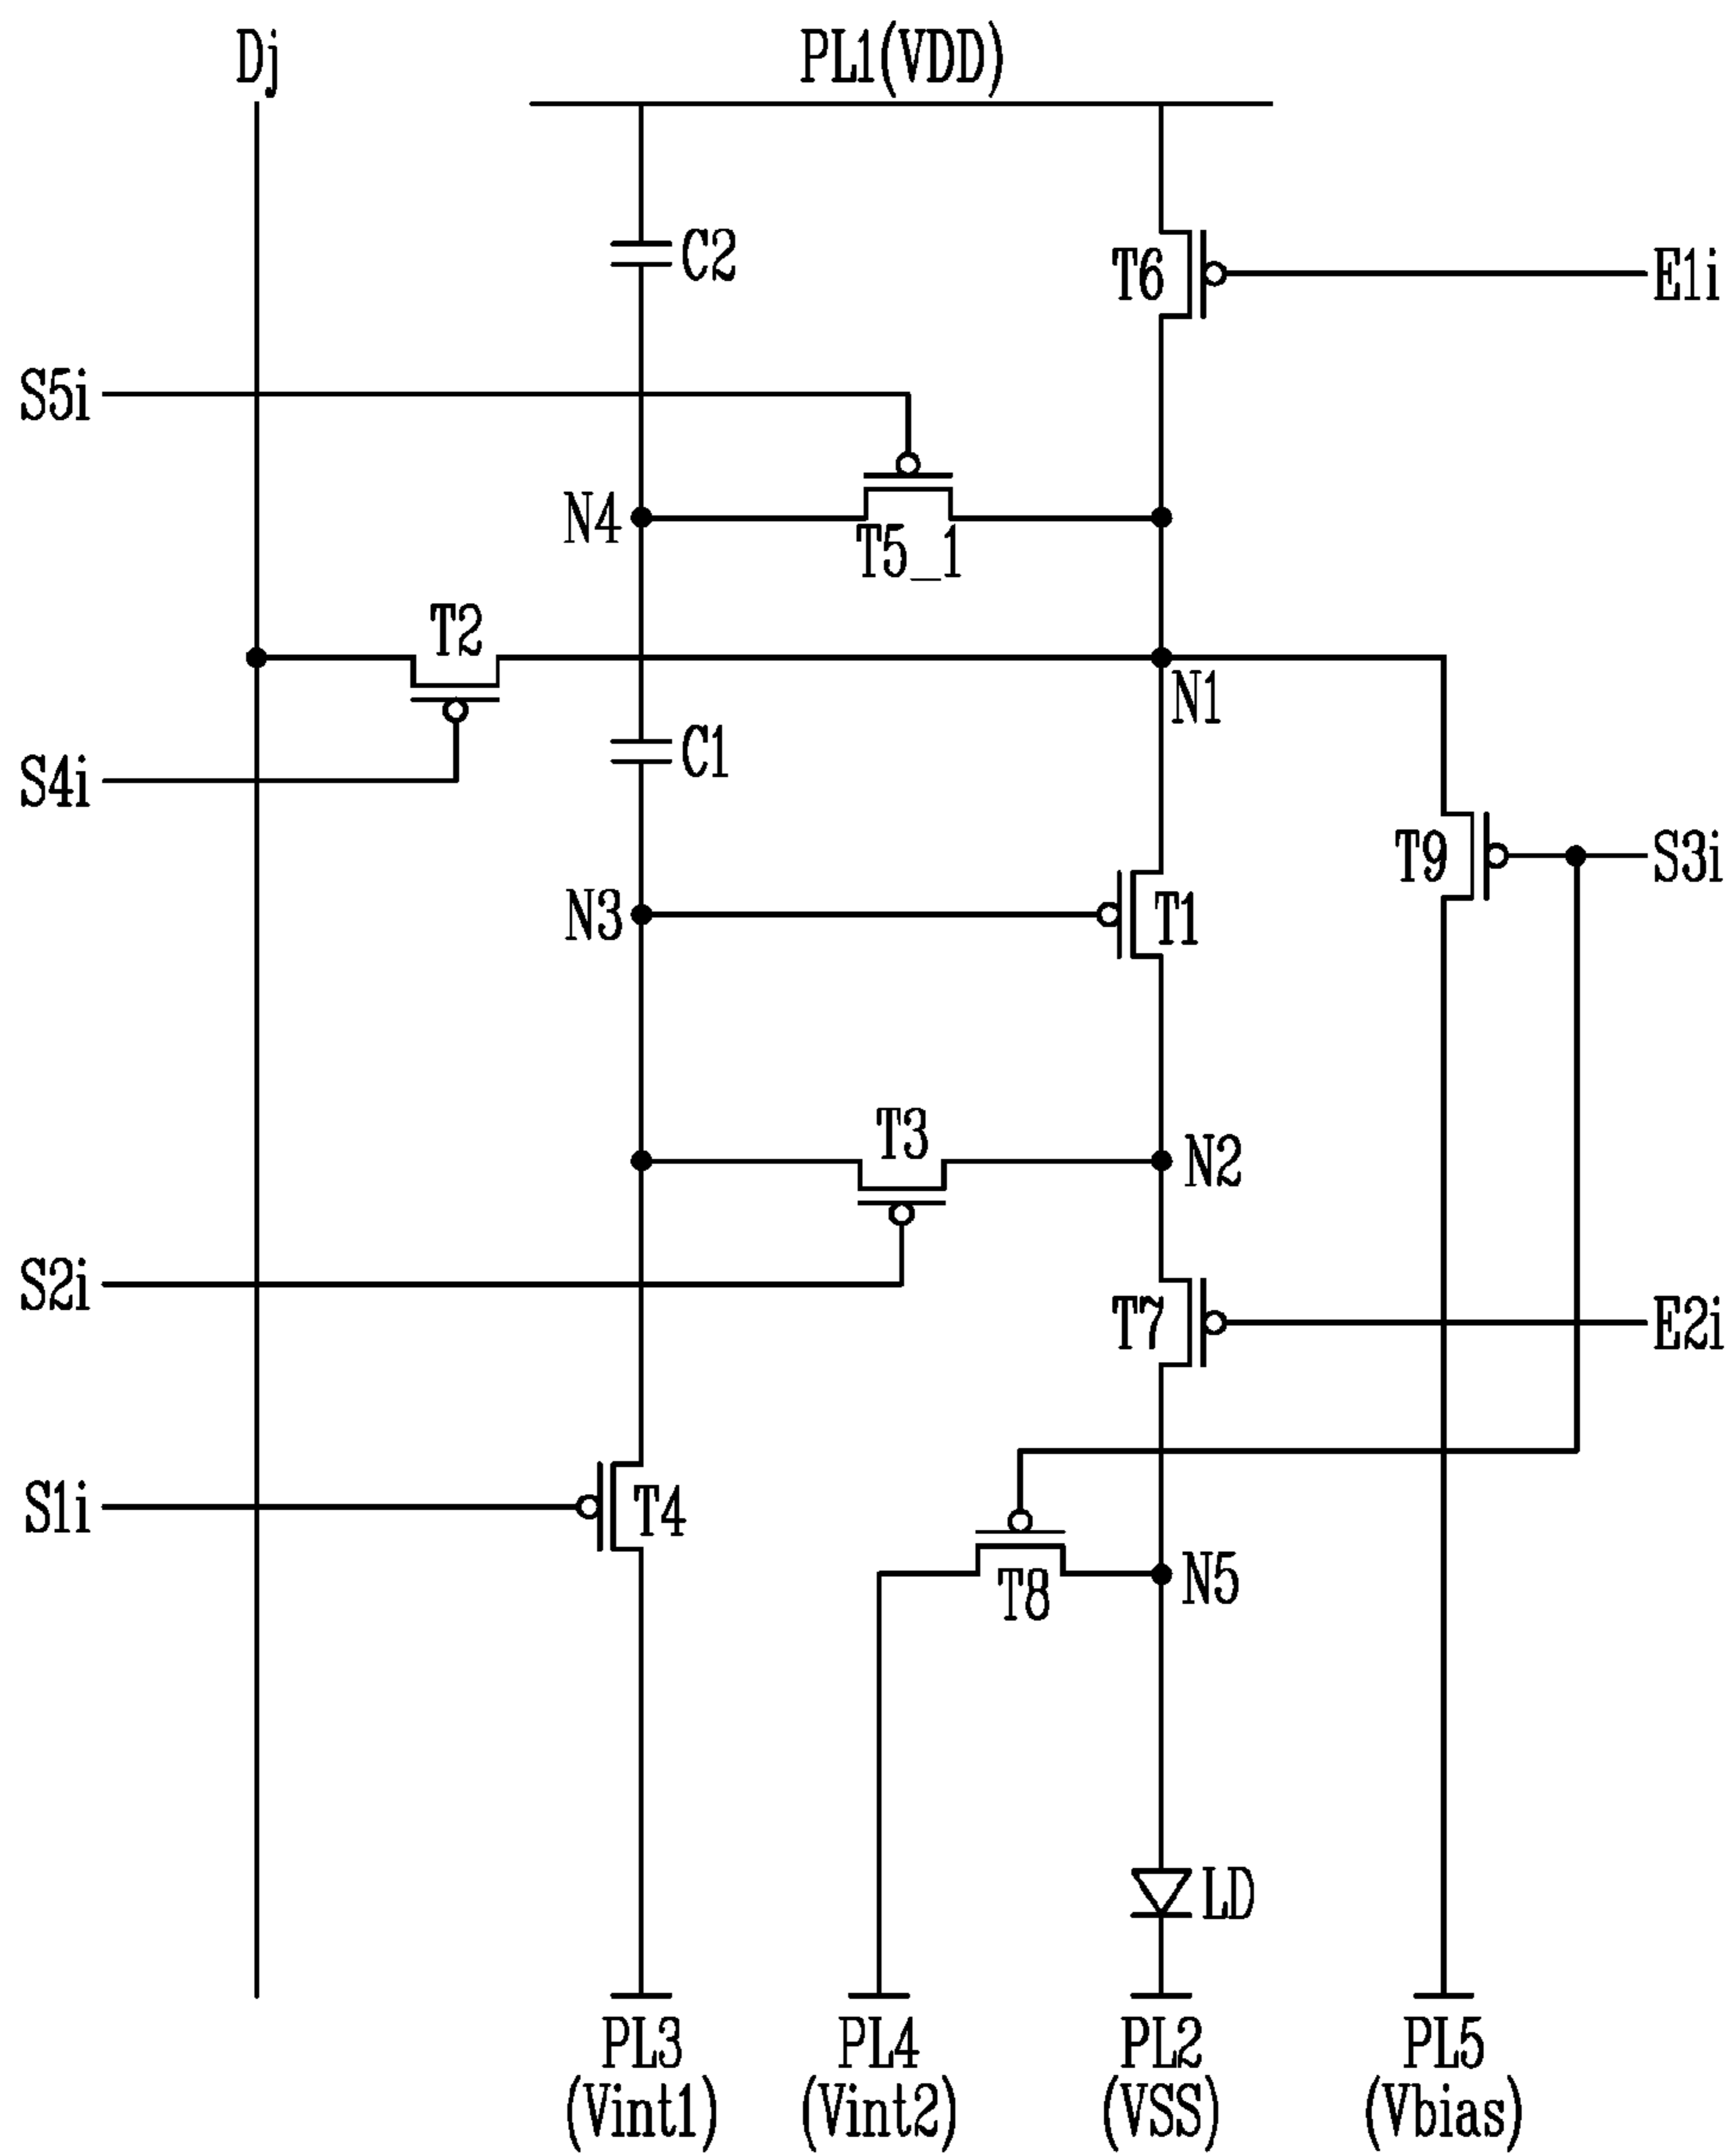 Dj
PL1(VDD)
C2
T6
E1i
S5i
N4
T5_1
T2
N1
C1
S4i
T9
S3i
N3
T1
T3
N2
S2i
T7
E2i
S1i
T4
T8
N5
LD
PL3
(Vint1)
PL4
(Vint2)
PL2
(VSS)
PL5
(Vbias)